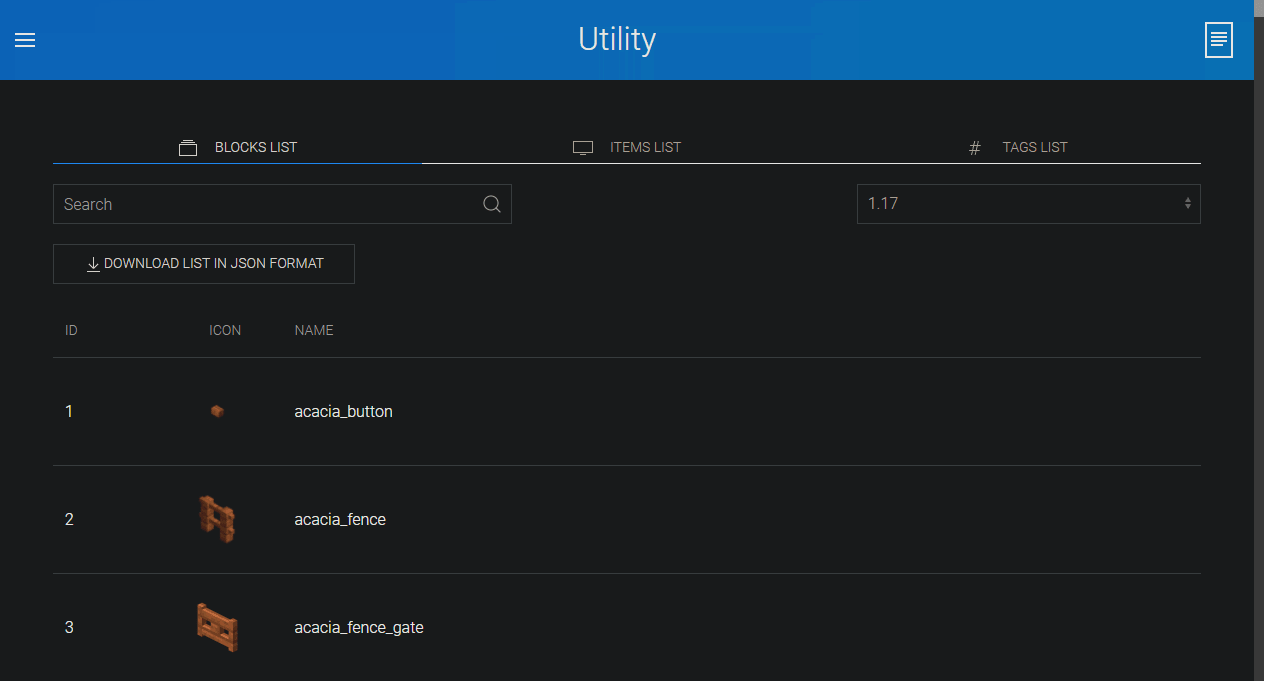 Utility
BLOCKS LIST
ITEMS LIST
# TAGS LIST
Search
1.17
DOWNLOAD LIST IN JSON FORMAT
ID ICON NAME
1 acacia_button
2 acacia_fence
3 acacia_fence_gate